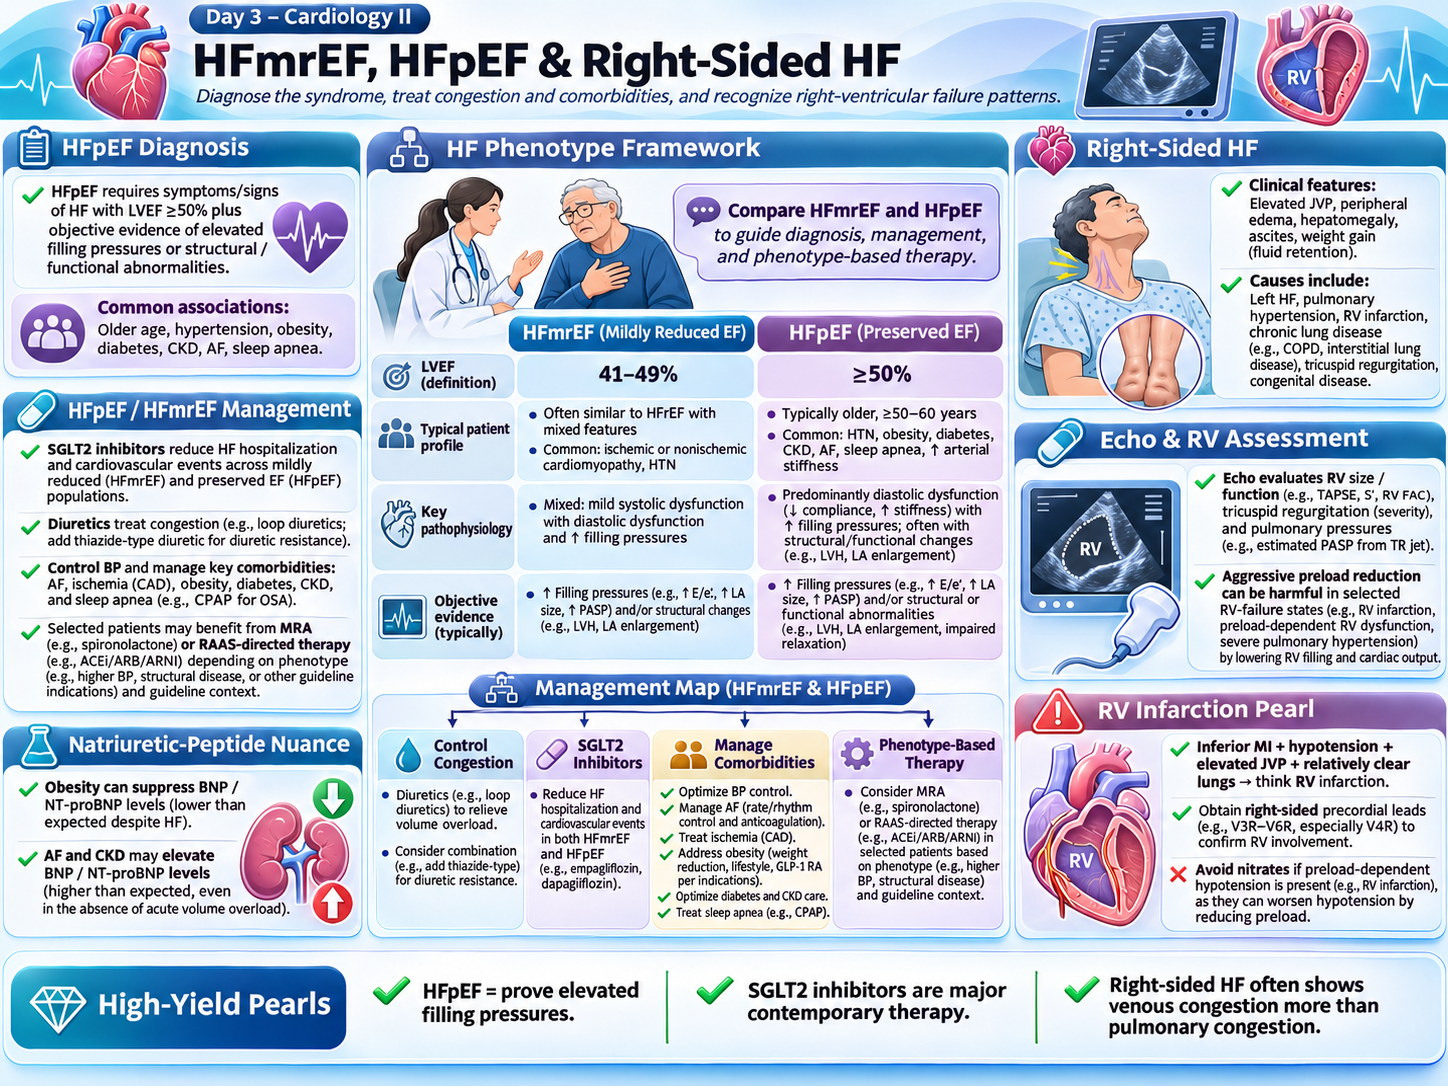 Day 3 – Cardiology II
HFmrEF, HFpEF & Right-Sided HF
Diagnose the syndrome, treat congestion and comorbidities, and recognize right-ventricular failure patterns.
RV
HFpEF Diagnosis
HFpEF requires symptoms/signs
of HF with LVEF ≥50% plus
objective evidence of elevated
filling pressures or structural /
functional abnormalities.
Common associations:
Older age, hypertension, obesity,
diabetes, CKD, AF, sleep apnea.
HFpEF / HFmrEF Management
SGLT2 inhibitors reduce HF hospitalization
and cardiovascular events across mildly
reduced (HFmrEF) and preserved EF (HFpEF)
populations.
Diuretics treat congestion (e.g., loop diuretics;
add thiazide-type diuretic for diuretic resistance).
Control BP and manage key comorbidities:
AF, ischemia (CAD), obesity, diabetes, CKD,
and sleep apnea (e.g., CPAP for OSA).
Selected patients may benefit from MRA
(e.g., spironolactone) or RAAS-directed therapy
(e.g., ACEi/ARB/ARNI) depending on phenotype
(e.g., higher BP, structural disease, or other guideline
indications) and guideline context.
Natriuretic-Peptide Nuance
Obesity can suppress BNP /
NT-proBNP levels (lower than
expected despite HF).
AF and CKD may elevate
BNP / NT-proBNP levels
(higher than expected, even
in the absence of acute volume overload).
HF Phenotype Framework
Compare HFmrEF and HFpEF
to guide diagnosis, management,
and phenotype-based therapy.
HFmrEF (Mildly Reduced EF)
HFpEF (Preserved EF)
LVEF
(definition)
41–49%
≥50%
Typical patient
profile
Often similar to HFrEF with
mixed features
Common: ischemic or nonischemic
cardiomyopathy, HTN
Typically older, ≥50–60 years
Common: HTN, obesity, diabetes,
CKD, AF, sleep apnea, ↑ arterial
stiffness
Key
pathophysiology
Mixed: mild systolic dysfunction
with diastolic dysfunction
and ↑ filling pressures
Predominantly diastolic dysfunction
(↓ compliance, ↑ stiffness) with
↑ filling pressures; often with
structural/functional changes
(e.g., LVH, LA enlargement)
Objective
evidence
(typically)
↑ Filling pressures (e.g., ↑ E/e′, ↑ LA
size, ↑ PASP) and/or structural changes
(e.g., LVH, LA enlargement)
↑ Filling pressures (e.g., ↑ E/e′, ↑ LA
size, ↑ PASP) and/or structural or
functional abnormalities
(e.g., LVH, LA enlargement, impaired
relaxation)
Management Map (HFmrEF & HFpEF)
Control
Congestion
Diuretics (e.g., loop
diuretics) to relieve
volume overload.
Consider combination
(e.g., add thiazide-type)
for diuretic resistance.
SGLT2
Inhibitors
Reduce HF
hospitalization and
cardiovascular events
in both HFmrEF
and HFpEF
(e.g., empagliflozin,
dapagliflozin).
Manage
Comorbidities
Optimize BP control.
Manage AF (rate/rhythm
control and anticoagulation).
Treat ischemia (CAD).
Address obesity (weight
reduction, lifestyle, GLP-1 RA
per indications).
Optimize diabetes and CKD care.
Treat sleep apnea (e.g., CPAP).
Phenotype-Based
Therapy
Consider MRA
(e.g., spironolactone)
or RAAS-directed therapy
(e.g., ACEi/ARB/ARNI) in
selected patients based
on phenotype (e.g., higher
BP, structural disease)
and guideline context.
Right-Sided HF
Clinical features:
Elevated JVP, peripheral
edema, hepatomegaly,
ascites, weight gain
(fluid retention).
Causes include:
Left HF, pulmonary
hypertension, RV infarction,
chronic lung disease
(e.g., COPD, interstitial lung
disease), tricuspid regurgitation,
congenital disease.
Echo & RV Assessment
RV
Echo evaluates RV size /
function (e.g., TAPSE, S′, RV FAC),
tricuspid regurgitation (severity),
and pulmonary pressures
(e.g., estimated PASP from TR jet).
Aggressive preload reduction
can be harmful in selected
RV-failure states (e.g., RV infarction,
preload-dependent RV dysfunction,
severe pulmonary hypertension)
by lowering RV filling and cardiac output.
RV Infarction Pearl
RV
Inferior MI + hypotension +
elevated JVP + relatively clear
lungs → think RV infarction.
Obtain right-sided precordial leads
(e.g., V3R–V6R, especially V4R) to
confirm RV involvement.
Avoid nitrates if preload-dependent
hypotension is present (e.g., RV infarction),
as they can worsen hypotension by
reducing preload.
High-Yield Pearls
HFpEF = prove elevated
filling pressures.
SGLT2 inhibitors are major
contemporary therapy.
Right-sided HF often shows
venous congestion more than
pulmonary congestion.